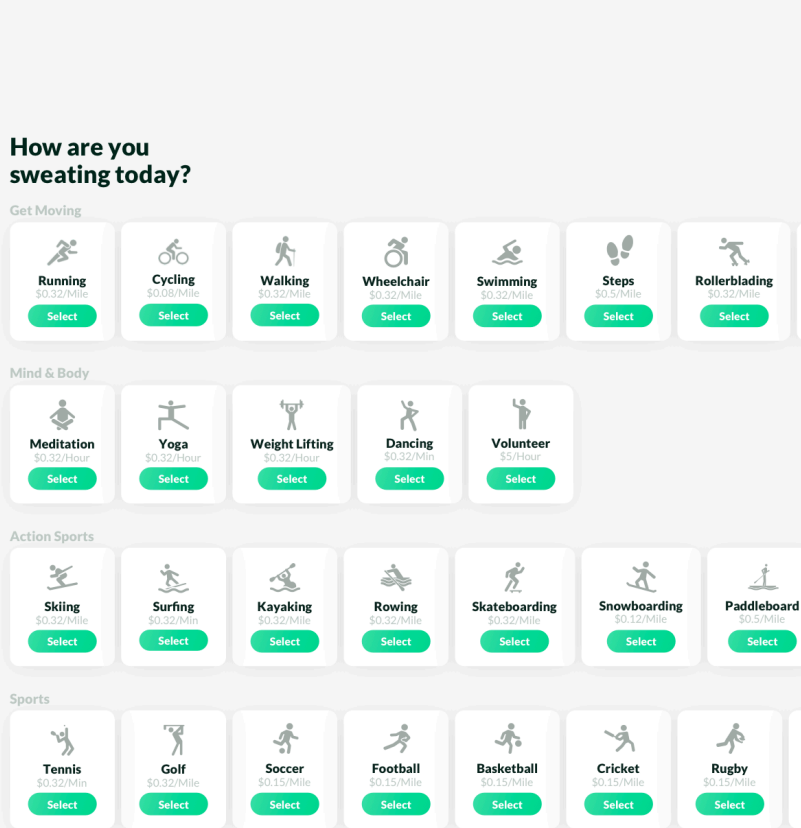 How are you
sweating today?
Get Moving
Running Cycling Walking Wheelchair Swimming Steps Rollerblading
$0.32/Mile $0.08/Mile $0.32/Mile $0.32/Mile $0.32/Mile $0.5/Mile $0.32/Mile
Select Select Select Select Select Select Select
Mind & Body
Meditation Yoga Weight Lifting Dancing Volunteer
$0.32/Hour $0.32/Hour $0.32/Hour $0.32/Min $5/Hour
Select Select Select Select Select
Action Sports
Skiing Surfing Kayaking Rowing Skateboarding Snowboarding Paddleboard
$0.32/Mile $0.32/Min $0.32/Mile $0.32/Mile $0.32/Mile $0.12/Mile $0.5/Mile
Select Select Select Select Select Select Select
Sports
Tennis Golf Soccer Football Basketball Cricket Rugby
$0.32/Min $0.32/Mile $0.15/Mile $0.15/Mile $0.15/Mile $0.15/Mile $0.15/Mile
Select Select Select Select Select Select Select